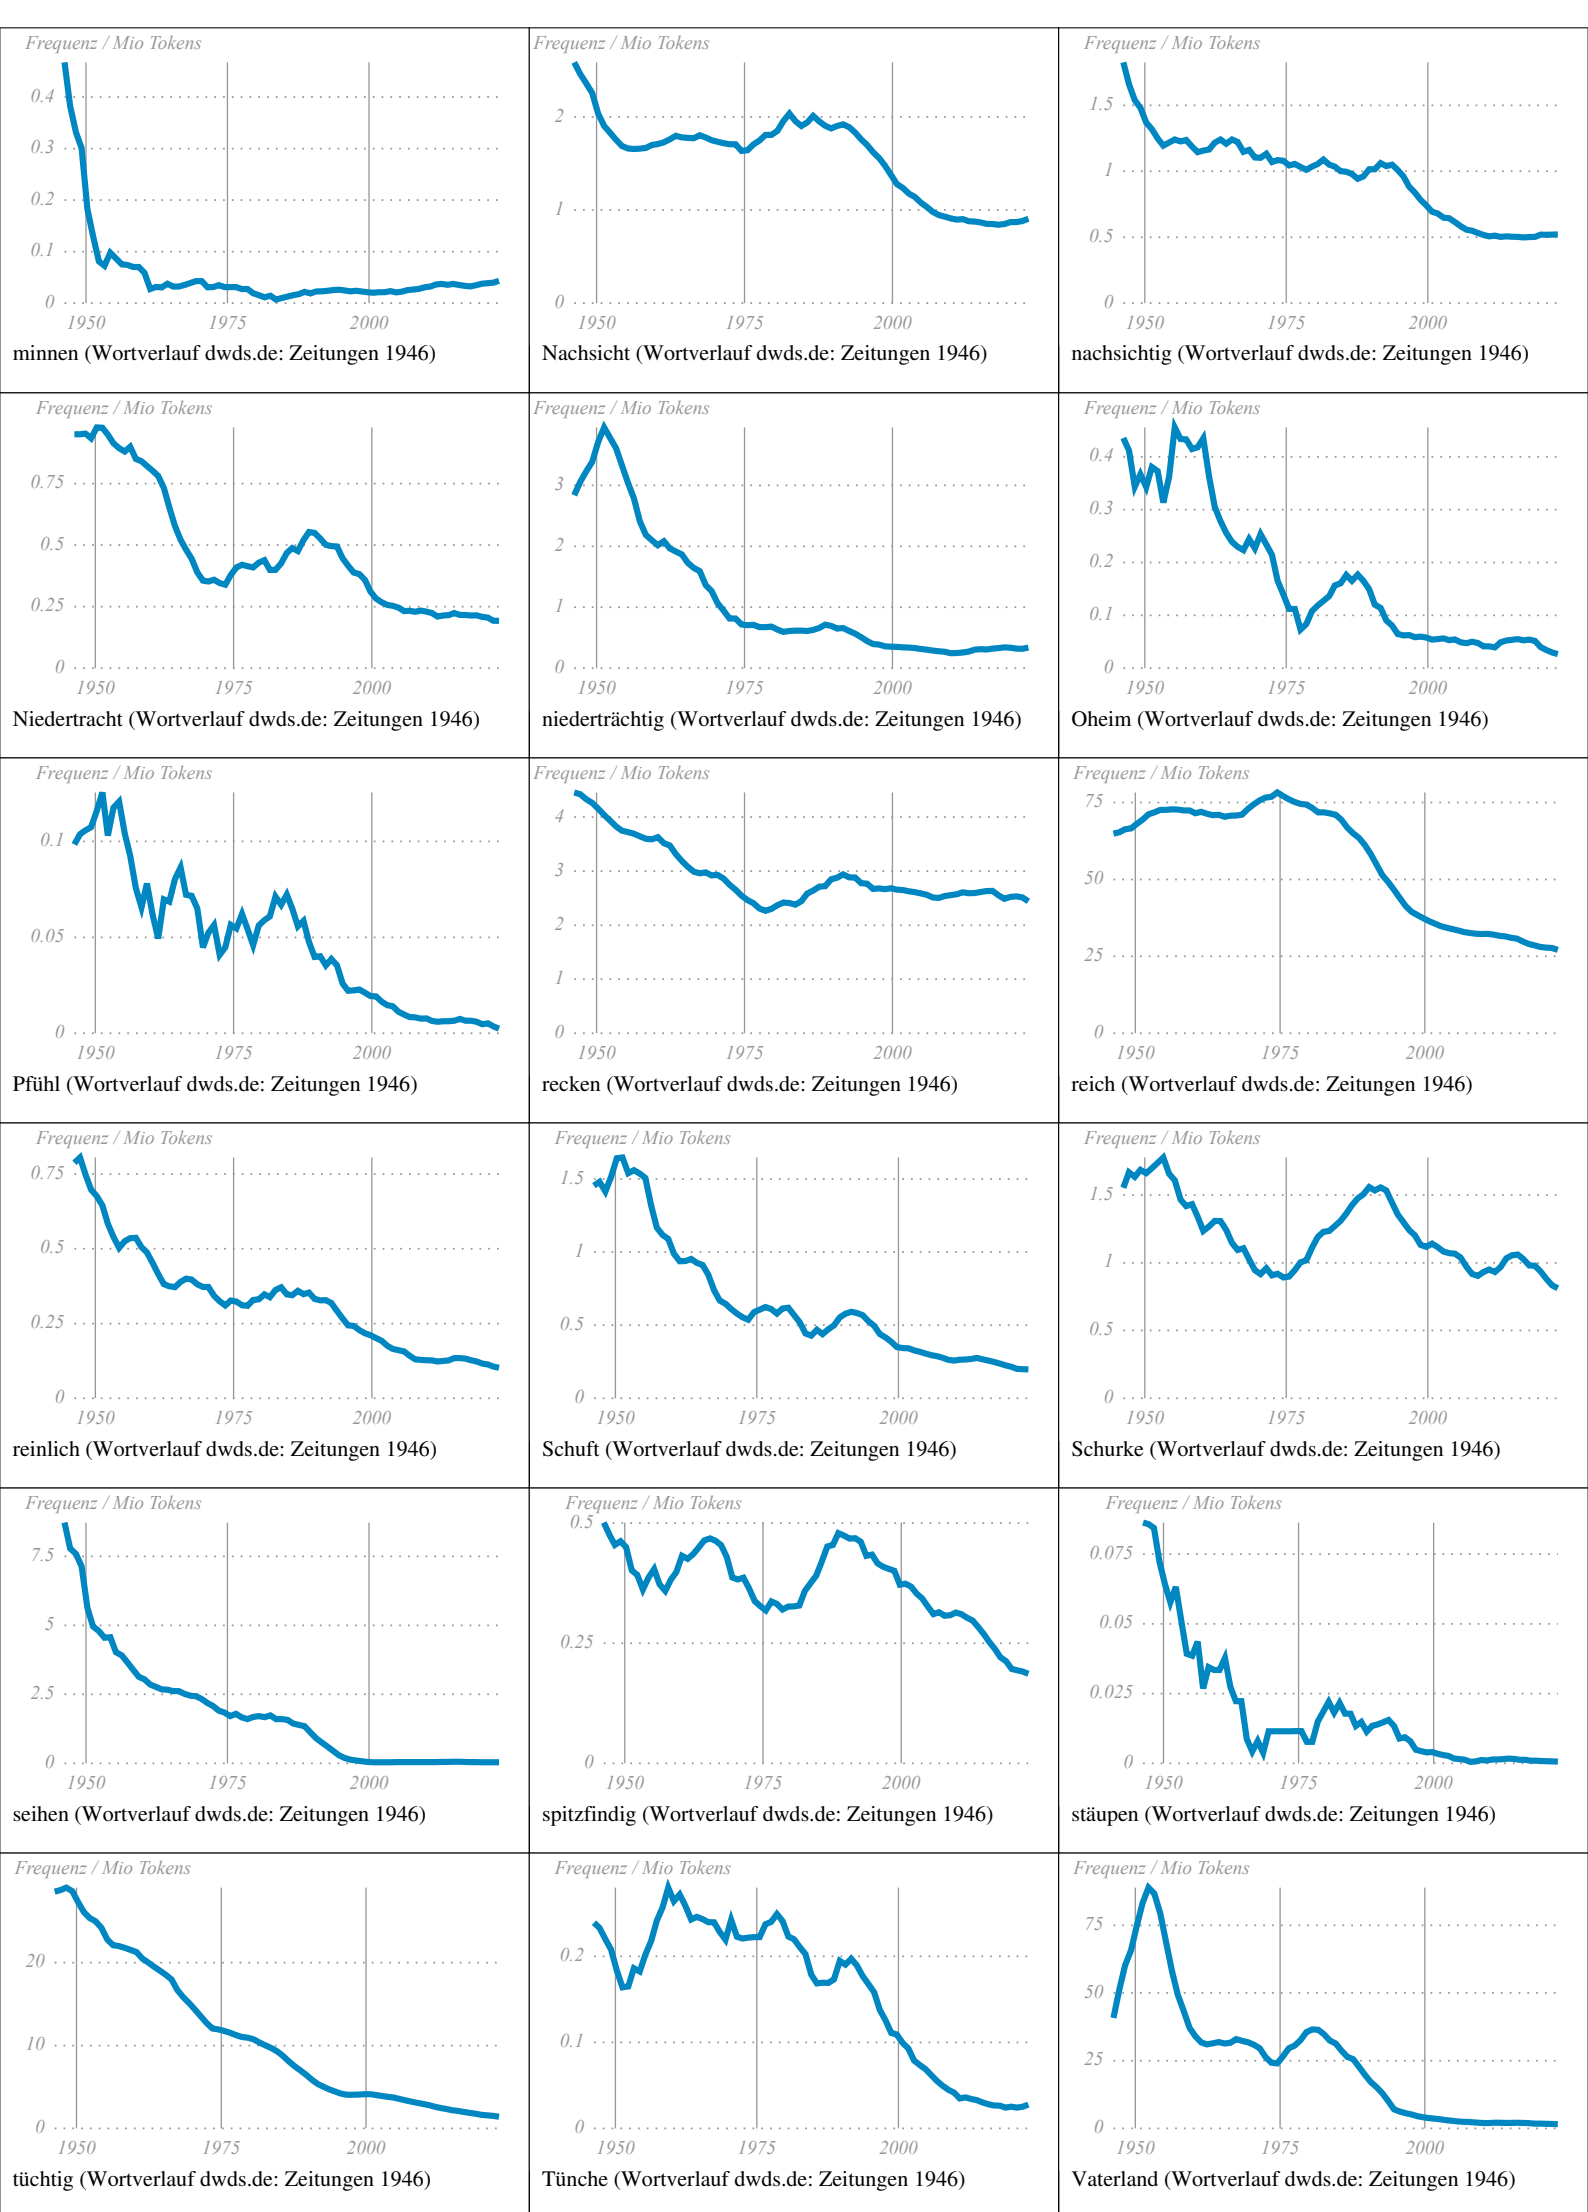 Frequenz / Mio Tokens
0.4
0.3
0.2
0.1
0
1950 1975 2000
minnen (Wortverlauf dwds.de: Zeitungen 1946)
Frequenz / Mio Tokens
2
1
0
1950 1975 2000
Nachsicht (Wortverlauf dwds.de: Zeitungen 1946)
Frequenz / Mio Tokens
1.5
1
0.5
0
1950 1975 2000
nachsichtig (Wortverlauf dwds.de: Zeitungen 1946)
Frequenz / Mio Tokens
0.75
0.5
0.25
0
1950 1975 2000
Niedertracht (Wortverlauf dwds.de: Zeitungen 1946)
Frequenz / Mio Tokens
3
2
1
0
1950 1975 2000
niederträchtig (Wortverlauf dwds.de: Zeitungen 1946)
Frequenz / Mio Tokens
0.4
0.3
0.2
0.1
0
1950 1975 2000
Oheim (Wortverlauf dwds.de: Zeitungen 1946)
Frequenz / Mio Tokens
0.1
0.05
0
1950 1975 2000
Pfühl (Wortverlauf dwds.de: Zeitungen 1946)
Frequenz / Mio Tokens
4
3
2
1
0
1950 1975 2000
recken (Wortverlauf dwds.de: Zeitungen 1946)
Frequenz / Mio Tokens
75
50
25
0
1950 1975 2000
reich (Wortverlauf dwds.de: Zeitungen 1946)
Frequenz / Mio Tokens
0.75
0.5
0.25
0
1950 1975 2000
reinlich (Wortverlauf dwds.de: Zeitungen 1946)
Frequenz / Mio Tokens
1.5
1
0.5
0
1950 1975 2000
Schuft (Wortverlauf dwds.de: Zeitungen 1946)
Frequenz / Mio Tokens
1.5
1
0.5
0
1950 1975 2000
Schurke (Wortverlauf dwds.de: Zeitungen 1946)
Frequenz / Mio Tokens
7.5
5
2.5
0
1950 1975 2000
seihen (Wortverlauf dwds.de: Zeitungen 1946)
Frequenz / Mio Tokens
0.5
0.25
0
1950 1975 2000
spitzfindig (Wortverlauf dwds.de: Zeitungen 1946)
Frequenz / Mio Tokens
0.075
0.05
0.025
0
1950 1975 2000
stäupen (Wortverlauf dwds.de: Zeitungen 1946)
Frequenz / Mio Tokens
20
10
0
1950 1975 2000
tüchtig (Wortverlauf dwds.de: Zeitungen 1946)
Frequenz / Mio Tokens
0.2
0.1
0
1950 1975 2000
Tünche (Wortverlauf dwds.de: Zeitungen 1946)
Frequenz / Mio Tokens
75
50
25
0
1950 1975 2000
Vaterland (Wortverlauf dwds.de: Zeitungen 1946)